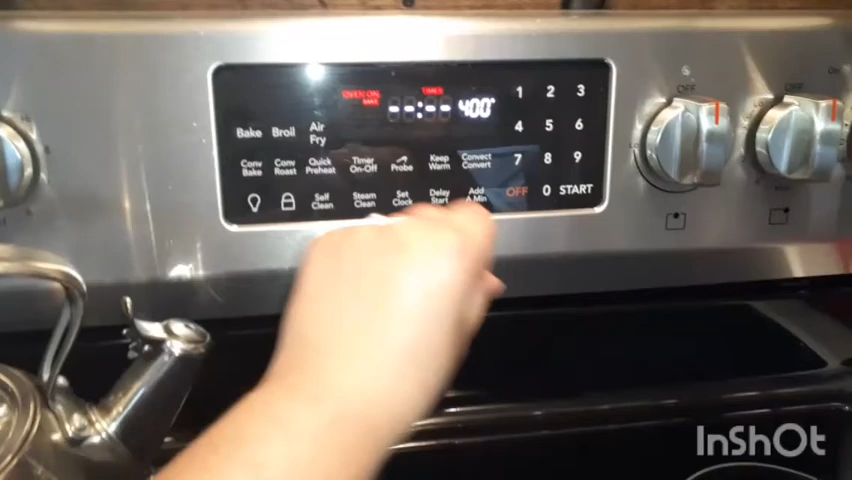 OVEN ON TIMER
BAKE --:-- 400°
1 2 3
Bake Broil Air Fry 4 5 6
Conv Bake Conv Roast Quick Preheat Timer On-Off Probe Keep Warm Convect Convert 7 8 9
Self Clean Steam Clean Set Clock Delay Start Add A Min OFF 0 START
OFF OFF ON
InShOt